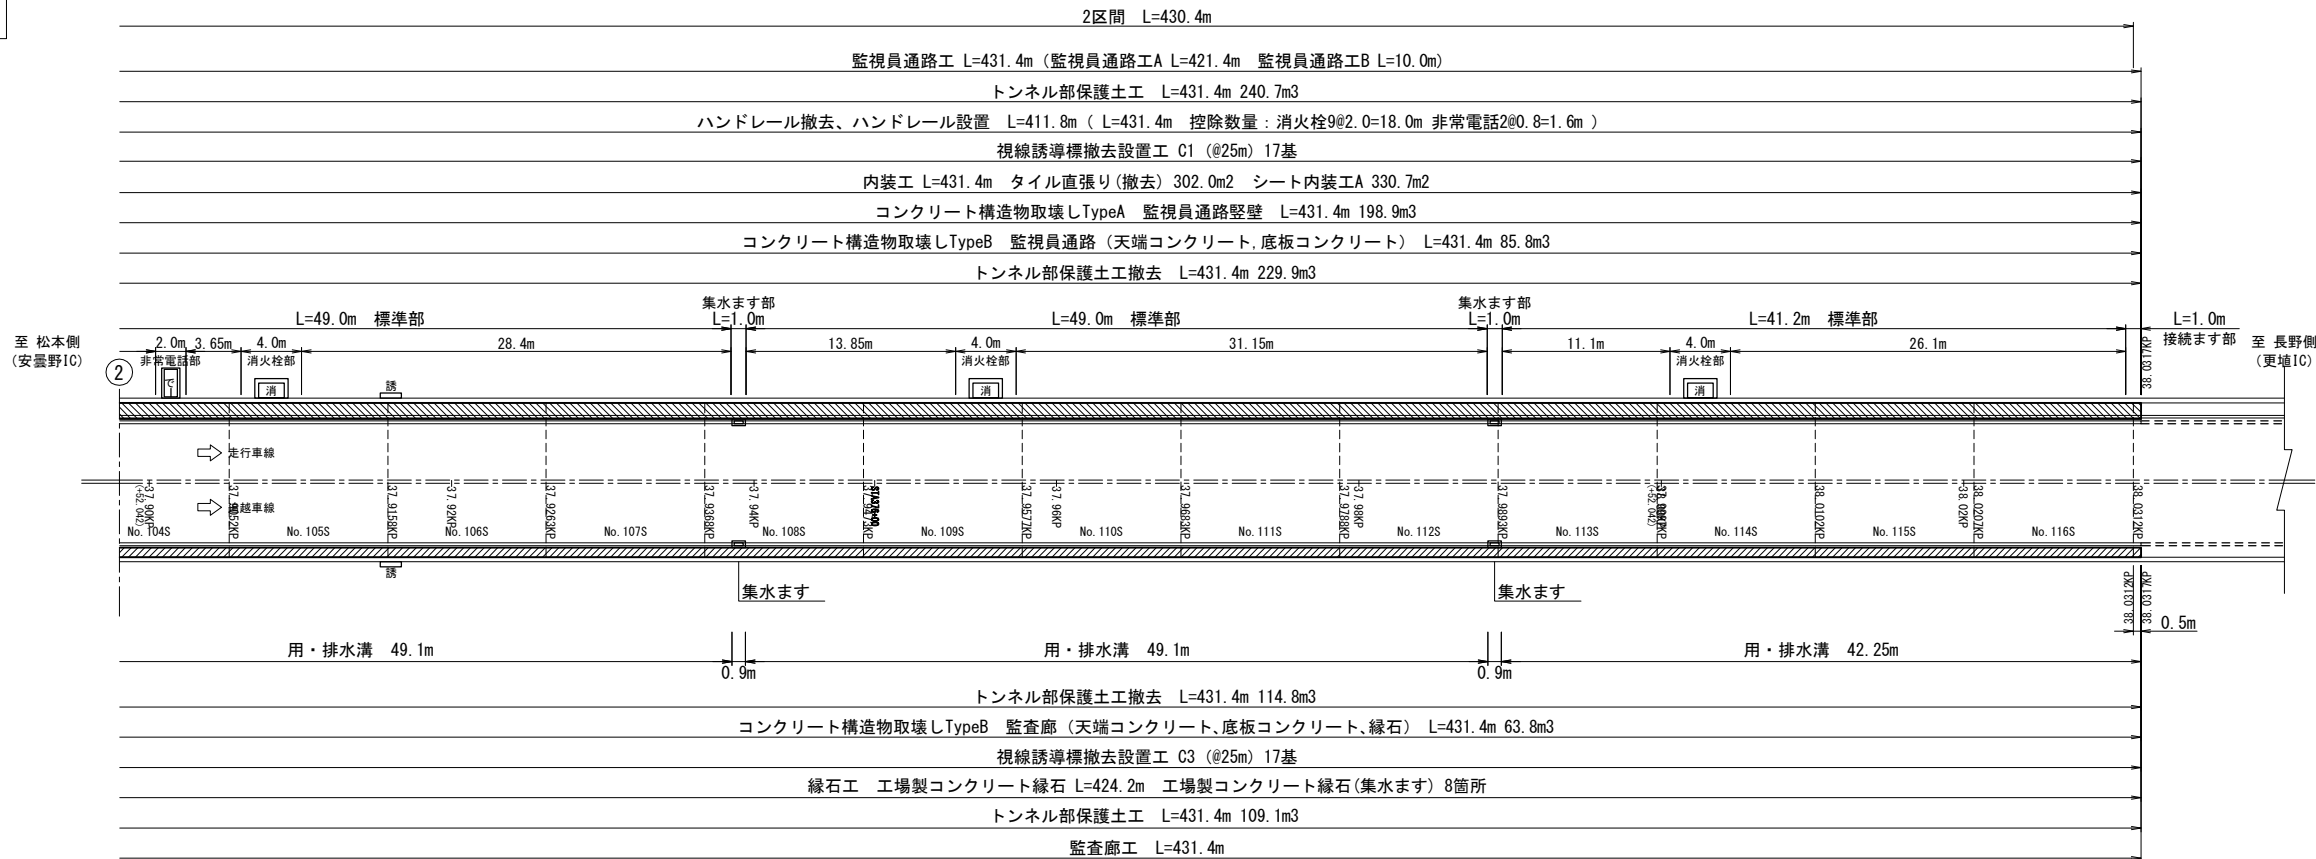 2区間 L=430.4m
監視員通路工 L=431.4m (監視員通路工A L=421.4m 監視員通路工B L=10.0m)
トンネル部保護土工 L=431.4m 240.7m3
ハンドレール撤去、ハンドレール設置 L=411.8m ( L=431.4m 控除数量：消火栓9@2.0=18.0m 非常電話2@0.8=1.6m )
視線誘導標撤去設置工 C1 (@25m) 17基
内装工 L=431.4m タイル直張り(撤去) 302.0m2 シート内装工A 330.7m2
コンクリート構造物取壊しTypeA 監視員通路竪壁 L=431.4m 198.9m3
コンクリート構造物取壊しTypeB 監視員通路 (天端コンクリート,底板コンクリート) L=431.4m 85.8m3
トンネル部保護土工撤去 L=431.4m 229.9m3
集水ます部 集水ます部
L=49.0m 標準部 L=1.0m L=49.0m 標準部 L=1.0m L=41.2m 標準部 L=1.0m
接続ます部
至 松本側
(安曇野IC)
至 長野側
(更埴IC)
2.0m 3.65m 4.0m 28.4m 13.85m 4.0m 31.15m 11.1m 4.0m 26.1m
非常電話部 消火栓部 消火栓部 消火栓部
38.0317KP
②
で 消 誘 消 消
走行車線
追越車線
37.90KP
(+52.042)
37.9158KP
37.92KP
37.9263KP
37.9368KP
37.94KP
37.9577KP
37.96KP
37.9683KP
37.9788KP
37.98KP
37.9893KP
(+52.042)
38.0102KP
38.02KP
38.0207KP
38.0312KP
No.104S No.105S No.106S No.107S No.108S No.109S No.110S No.111S No.112S No.113S No.114S No.115S No.116S
誘
集水ます 集水ます
38.0312KP
38.0317KP
0.5m
用・排水溝 49.1m 用・排水溝 49.1m 用・排水溝 42.25m
0.9m 0.9m
トンネル部保護土工撤去 L=431.4m 114.8m3
コンクリート構造物取壊しTypeB 監査廊 (天端コンクリート、底板コンクリート、縁石) L=431.4m 63.8m3
視線誘導標撤去設置工 C3 (@25m) 17基
縁石工 工場製コンクリート縁石 L=424.2m 工場製コンクリート縁石(集水ます) 8箇所
トンネル部保護土工 L=431.4m 109.1m3
監査廊工 L=431.4m